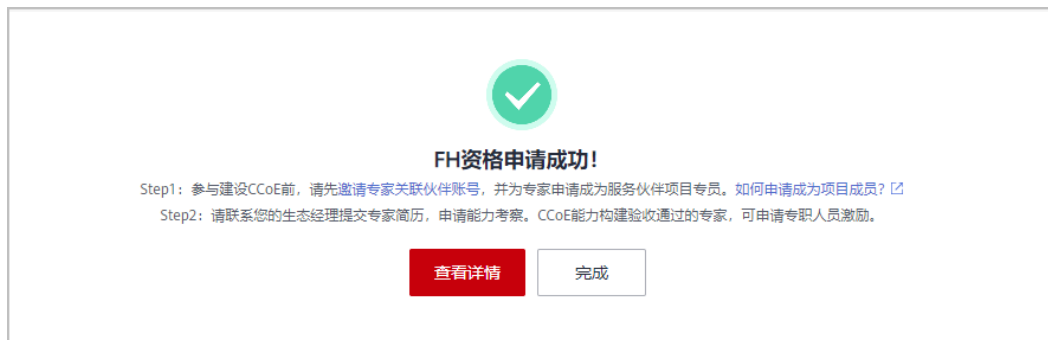 FH资格申请成功！
Step1：参与建设CCoE前，请先邀请专家关联伙伴账号，并为专家申请成为服务伙伴项目专员。如何申请成为项目成员？
Step2：请联系您的生态经理提交专家简历，申请能力考察。CCoE能力构建验收通过的专家，可申请专职人员激励。
查看详情
完成